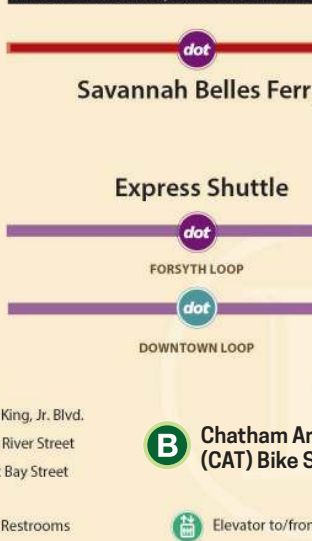 dot
Savannah Belles Ferr
Express Shuttle
dot
FORSYTH LOOP
dot
DOWNTOWN LOOP
King, Jr. Blvd.
River Street
Bay Street
B
Chatham Ar
(CAT) Bike S
Restrooms
Elevator to/fron